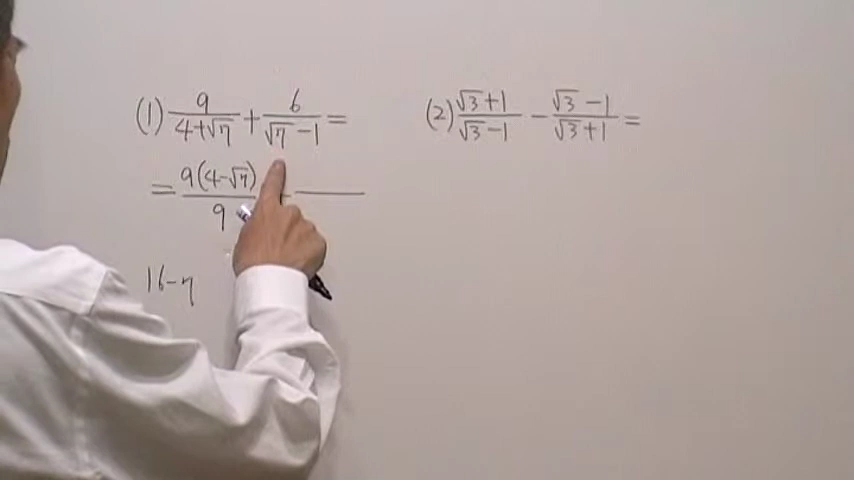 (1) 9/(4+√7) + 6/(√7-1) =
= 9(4-√7)/9 +
16-7
(2) (√3+1)/(√3-1) - (√3-1)/(√3+1) =